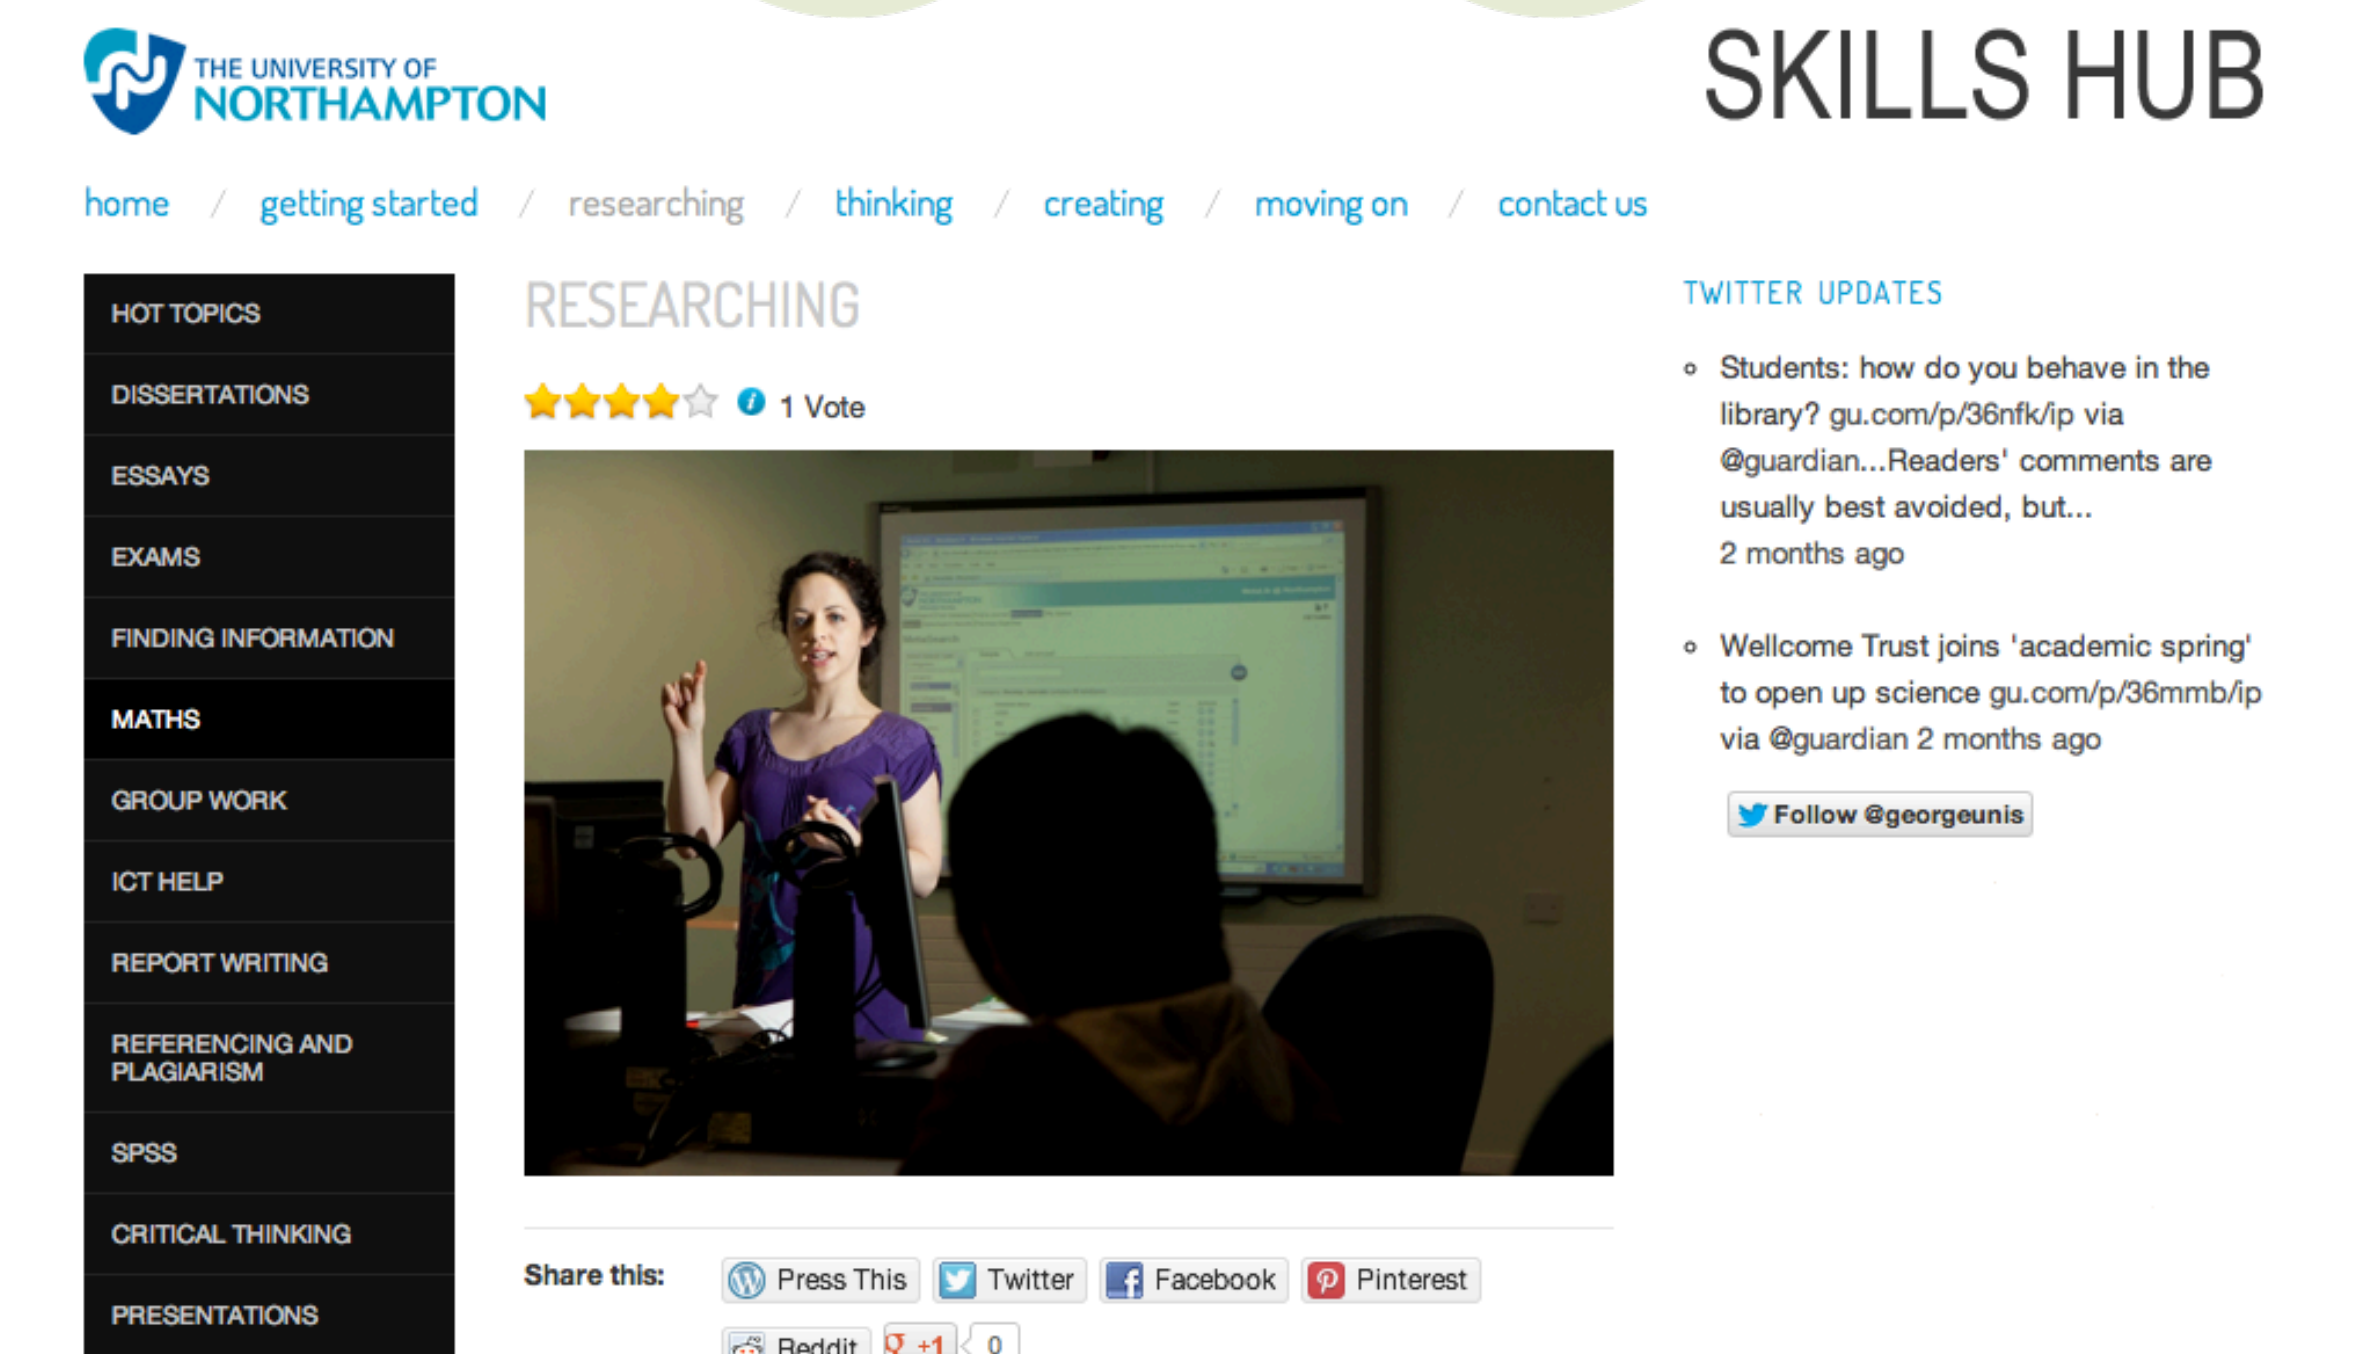 THE UNIVERSITY OF
NORTHAMPTON
SKILLS HUB
home / getting started / researching / thinking / creating / moving on / contact us
HOT TOPICS
DISSERTATIONS
ESSAYS
EXAMS
FINDING INFORMATION
MATHS
GROUP WORK
ICT HELP
REPORT WRITING
REFERENCING AND
PLAGIARISM
SPSS
CRITICAL THINKING
PRESENTATIONS
RESEARCHING
1 Vote
NORTHAMPTON
MetaSearch
Share this:
Press This
Twitter
Facebook
Pinterest
Reddit
+1
0
TWITTER UPDATES
Students: how do you behave in the
library? gu.com/p/36nfk/ip via
@guardian...Readers' comments are
usually best avoided, but...
2 months ago
Wellcome Trust joins 'academic spring'
to open up science gu.com/p/36mmb/ip
via @guardian 2 months ago
Follow @georgeunis